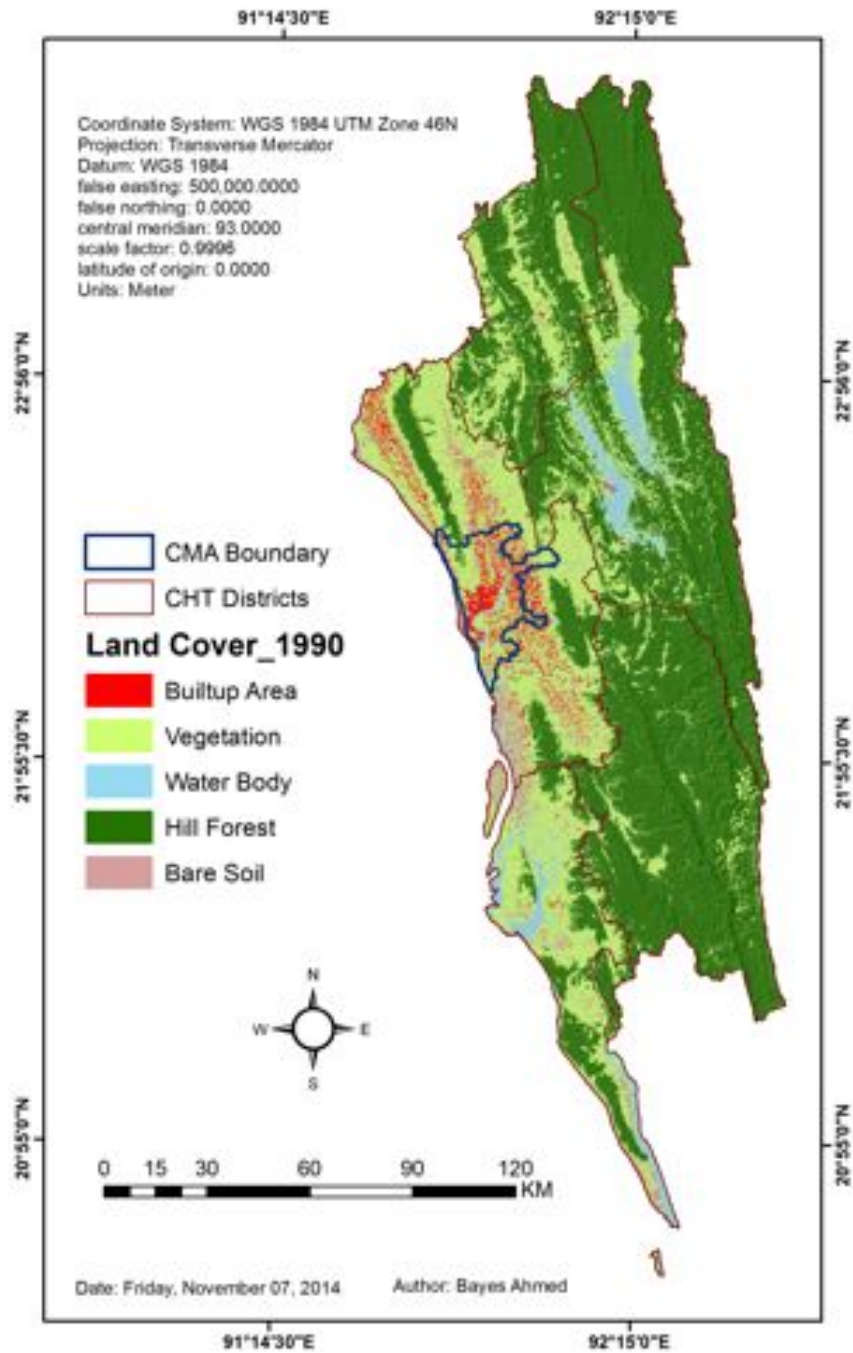 91°14'30"E 92°15'0"E
Coordinate System: WGS 1984 UTM Zone 46N
Projection: Transverse Mercator
Datum: WGS 1984
false easting: 500,000.0000
false northing: 0.0000
central meridian: 93.0000
scale factor: 0.9996
latitude of origin: 0.0000
Units: Meter
22°56'0"N 22°56'0"N
CMA Boundary
CHT Districts
Land Cover_1990
Builtup Area
Vegetation
21°55'30"N 21°55'30"N
Water Body
Hill Forest
Bare Soil
N
W E
S
20°55'0"N 20°55'0"N
0 15 30 60 90 120
KM
Date: Friday, November 07, 2014 Author: Bayes Ahmed
91°14'30"E 92°15'0"E